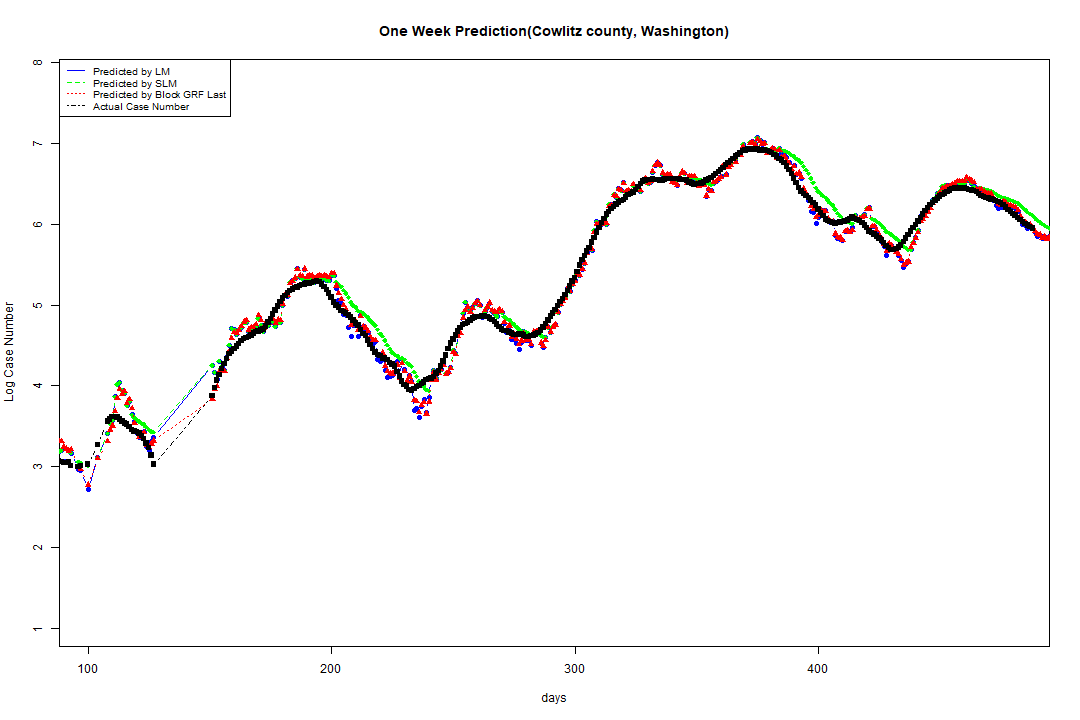 One Week Prediction(Cowlitz county, Washington)
Predicted by LM
Predicted by SLM
Predicted by Block GRF Last
Actual Case Number
8
7
6
5
4
3
2
1
Log Case Number
100 200 300 400
days